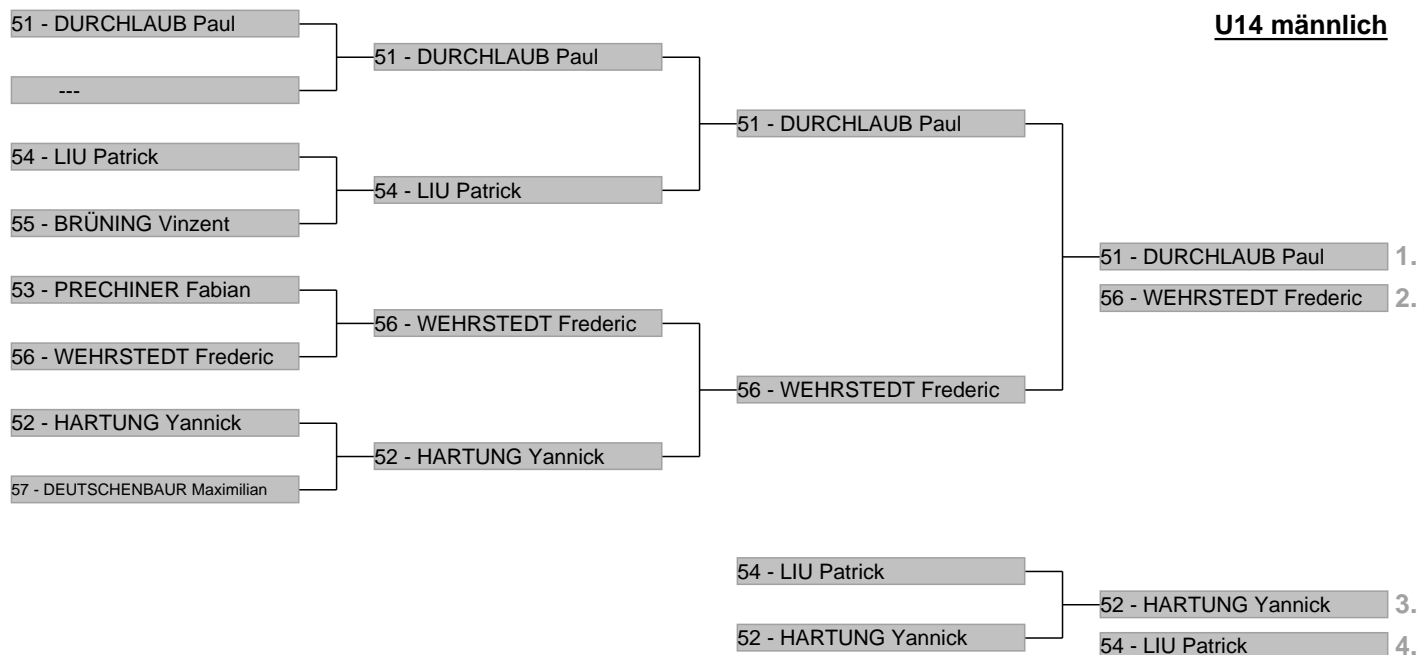 U14 männlich
51 - DURCHLAUB Paul
---
54 - LIU Patrick
55 - BRÜNING Vinzent
53 - PRECHINER Fabian
56 - WEHRSTEDT Frederic
52 - HARTUNG Yannick
57 - DEUTSCHENBAUR Maximilian
51 - DURCHLAUB Paul
54 - LIU Patrick
56 - WEHRSTEDT Frederic
52 - HARTUNG Yannick
51 - DURCHLAUB Paul
56 - WEHRSTEDT Frederic
51 - DURCHLAUB Paul 1.
56 - WEHRSTEDT Frederic 2.
54 - LIU Patrick
52 - HARTUNG Yannick
52 - HARTUNG Yannick 3.
54 - LIU Patrick 4.